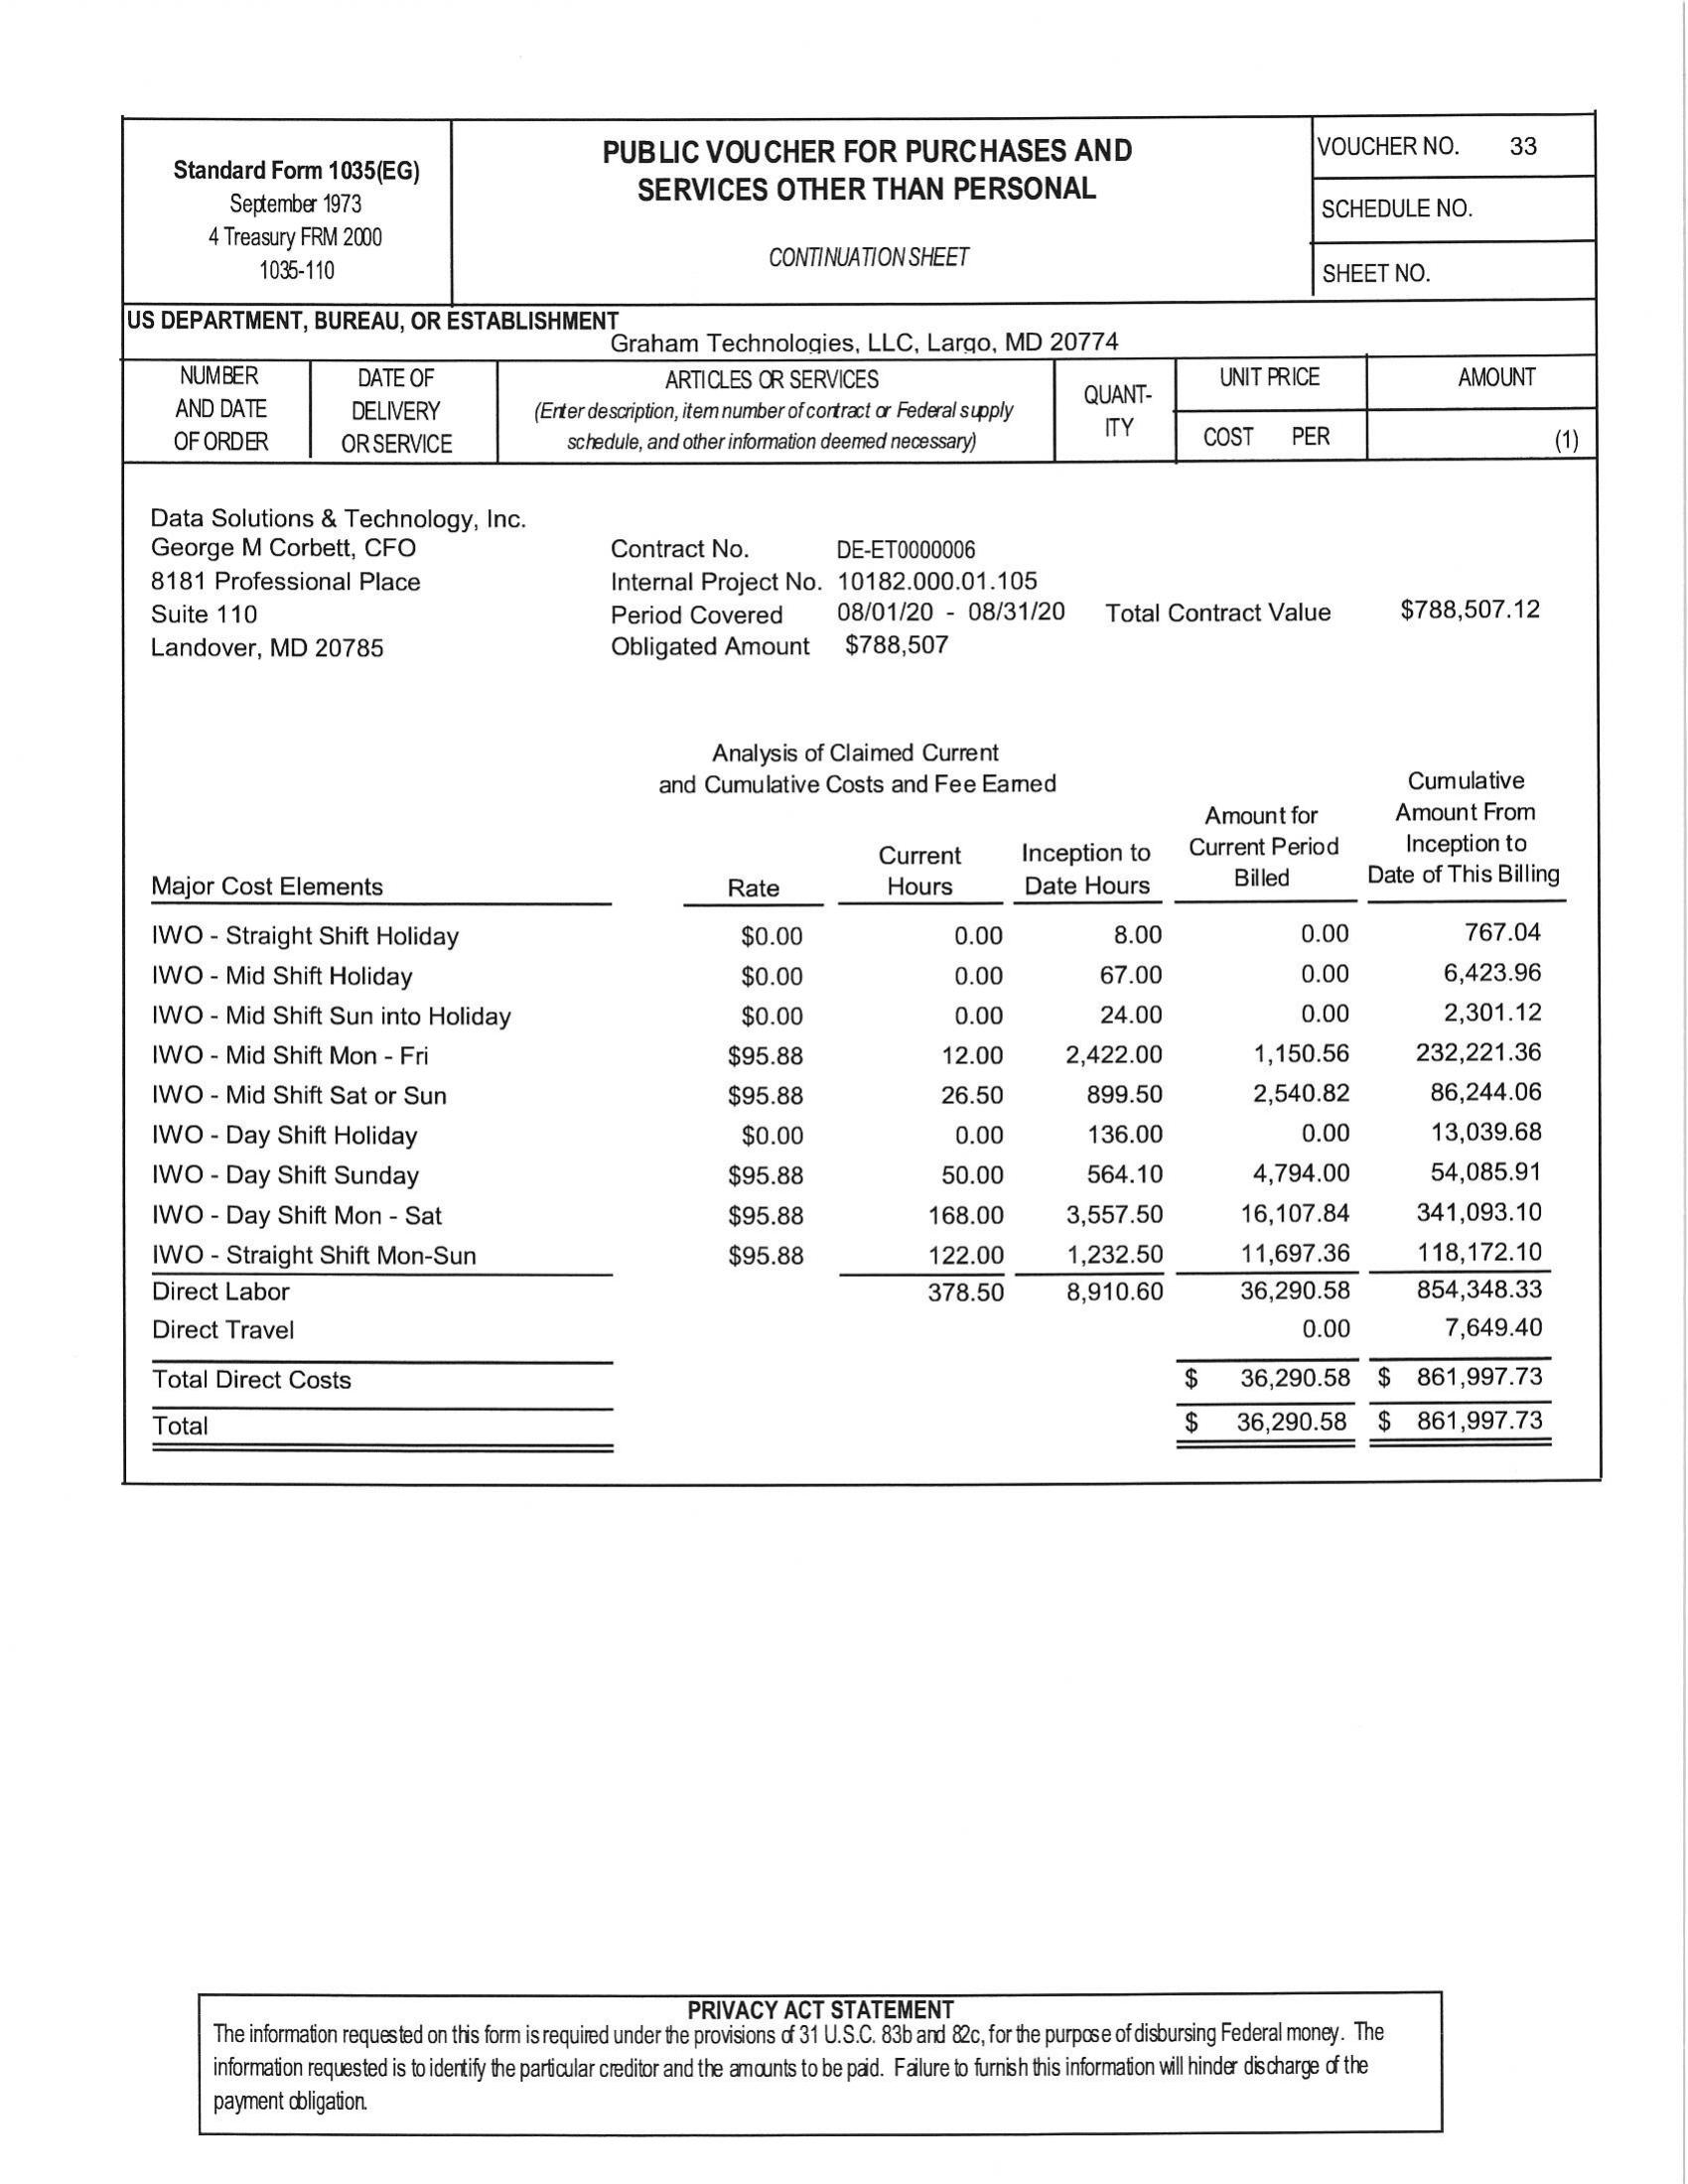 Standard Form 1035(EG)
September 1973
4 Treasury FRM 2000
1035-110
PUBLIC VOUCHER FOR PURCHASES AND
SERVICES OTHER THAN PERSONAL
CONTINUATION SHEET
VOUCHER NO. 33
SCHEDULE NO.
SHEET NO.
US DEPARTMENT, BUREAU, OR ESTABLISHMENT
Graham Technologies, LLC, Largo, MD 20774
NUMBER
AND DATE
OF ORDER
DATE OF
DELIVERY
OR SERVICE
ARTICLES OR SERVICES
(Enter description, item number of contract or Federal supply
schedule, and other information deemed necessary)
QUANT-
ITY
UNIT PRICE
COST PER
AMOUNT
(1)
Data Solutions & Technology, Inc.
George M Corbett, CFO
8181 Professional Place
Suite 110
Landover, MD 20785
Contract No. DE-ET0000006
Internal Project No. 10182.000.01.105
Period Covered 08/01/20 - 08/31/20 Total Contract Value $788,507.12
Obligated Amount $788,507
Analysis of Claimed Current
and Cumulative Costs and Fee Earned
Major Cost Elements
Rate
Current
Hours
Inception to
Date Hours
Amount for
Current Period
Billed
Cumulative
Amount From
Inception to
Date of This Billing
IWO - Straight Shift Holiday $0.00 0.00 8.00 0.00 767.04
IWO - Mid Shift Holiday $0.00 0.00 67.00 0.00 6,423.96
IWO - Mid Shift Sun into Holiday $0.00 0.00 24.00 0.00 2,301.12
IWO - Mid Shift Mon - Fri $95.88 12.00 2,422.00 1,150.56 232,221.36
IWO - Mid Shift Sat or Sun $95.88 26.50 899.50 2,540.82 86,244.06
IWO - Day Shift Holiday $0.00 0.00 136.00 0.00 13,039.68
IWO - Day Shift Sunday $95.88 50.00 564.10 4,794.00 54,085.91
IWO - Day Shift Mon - Sat $95.88 168.00 3,557.50 16,107.84 341,093.10
IWO - Straight Shift Mon-Sun $95.88 122.00 1,232.50 11,697.36 118,172.10
Direct Labor 378.50 8,910.60 36,290.58 854,348.33
Direct Travel 0.00 7,649.40
Total Direct Costs $ 36,290.58 $ 861,997.73
Total $ 36,290.58 $ 861,997.73
PRIVACY ACT STATEMENT
The information requested on this form is required under the provisions of 31 U.S.C. 83b and 82c, for the purpose of disbursing Federal money. The
information requested is to identify the particular creditor and the amounts to be paid. Failure to furnish this information will hinder discharge of the
payment obligation.